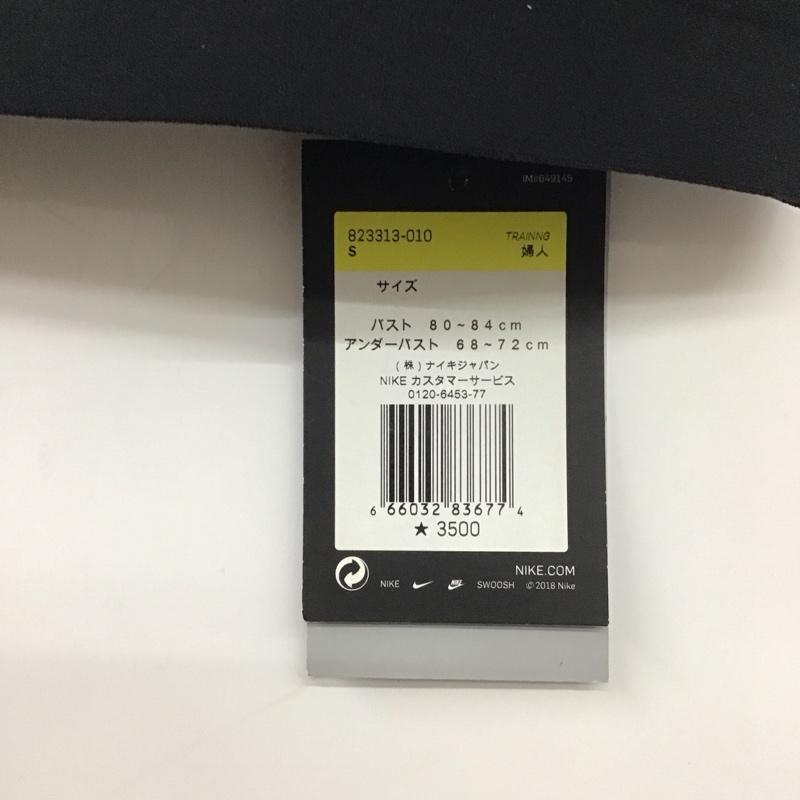 IM#849145
823313-010
TRAINNG
S
婦人
サイズ
バスト 80~84cm
アンダーバスト 68~72cm
(株)ナイキジャパン
NIKE カスタマーサービス
0120-6453-77
6 66032 83677 4
★ 3500
NIKE.COM
NIKE NIKE SWOOSH ©2018 Nike